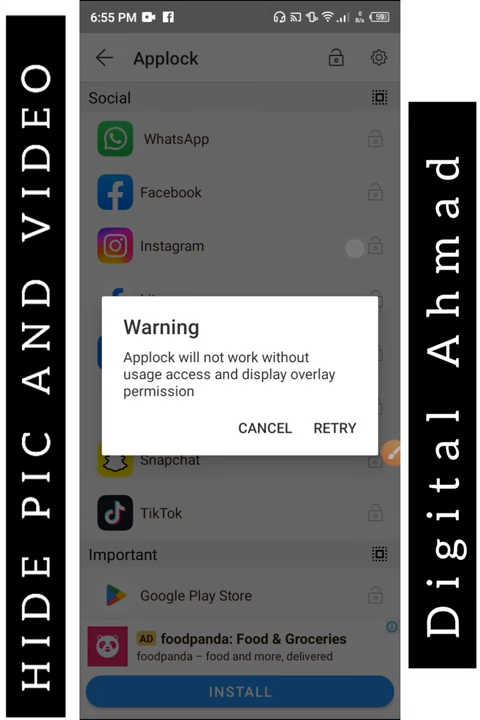 HIDE PIC AND VIDEO
6:55 PM
Applock
Social
WhatsApp
Facebook
Instagram
Warning
Applock will not work without
usage access and display overlay
permission
CANCEL RETRY
Snapchat
TikTok
Important
Google Play Store
AD foodpanda: Food & Groceries
foodpanda – food and more, delivered
INSTALL
Digital Ahmad